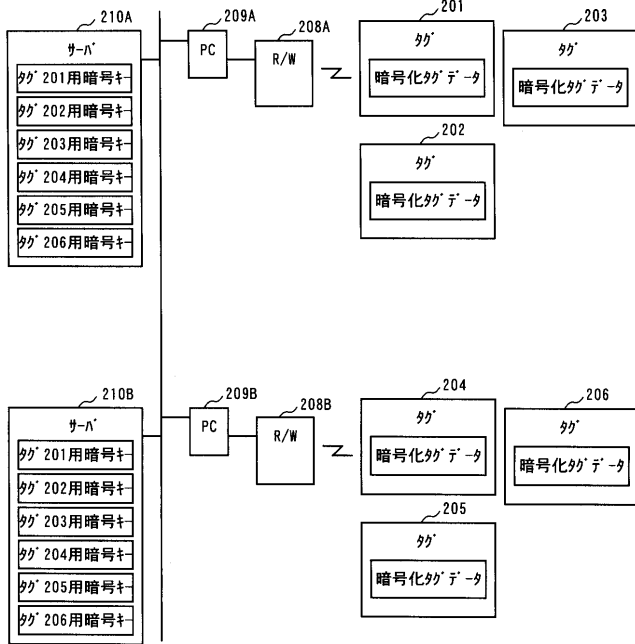 210A
サーバ
タグ201用暗号キー
タグ202用暗号キー
タグ203用暗号キー
タグ204用暗号キー
タグ205用暗号キー
タグ206用暗号キー
209A
PC
208A
R/W
201
タグ
暗号化タグデータ
203
タグ
暗号化タグデータ
202
タグ
暗号化タグデータ
210B
サーバ
タグ201用暗号キー
タグ202用暗号キー
タグ203用暗号キー
タグ204用暗号キー
タグ205用暗号キー
タグ206用暗号キー
209B
PC
208B
R/W
204
タグ
暗号化タグデータ
206
タグ
暗号化タグデータ
205
タグ
暗号化タグデータ